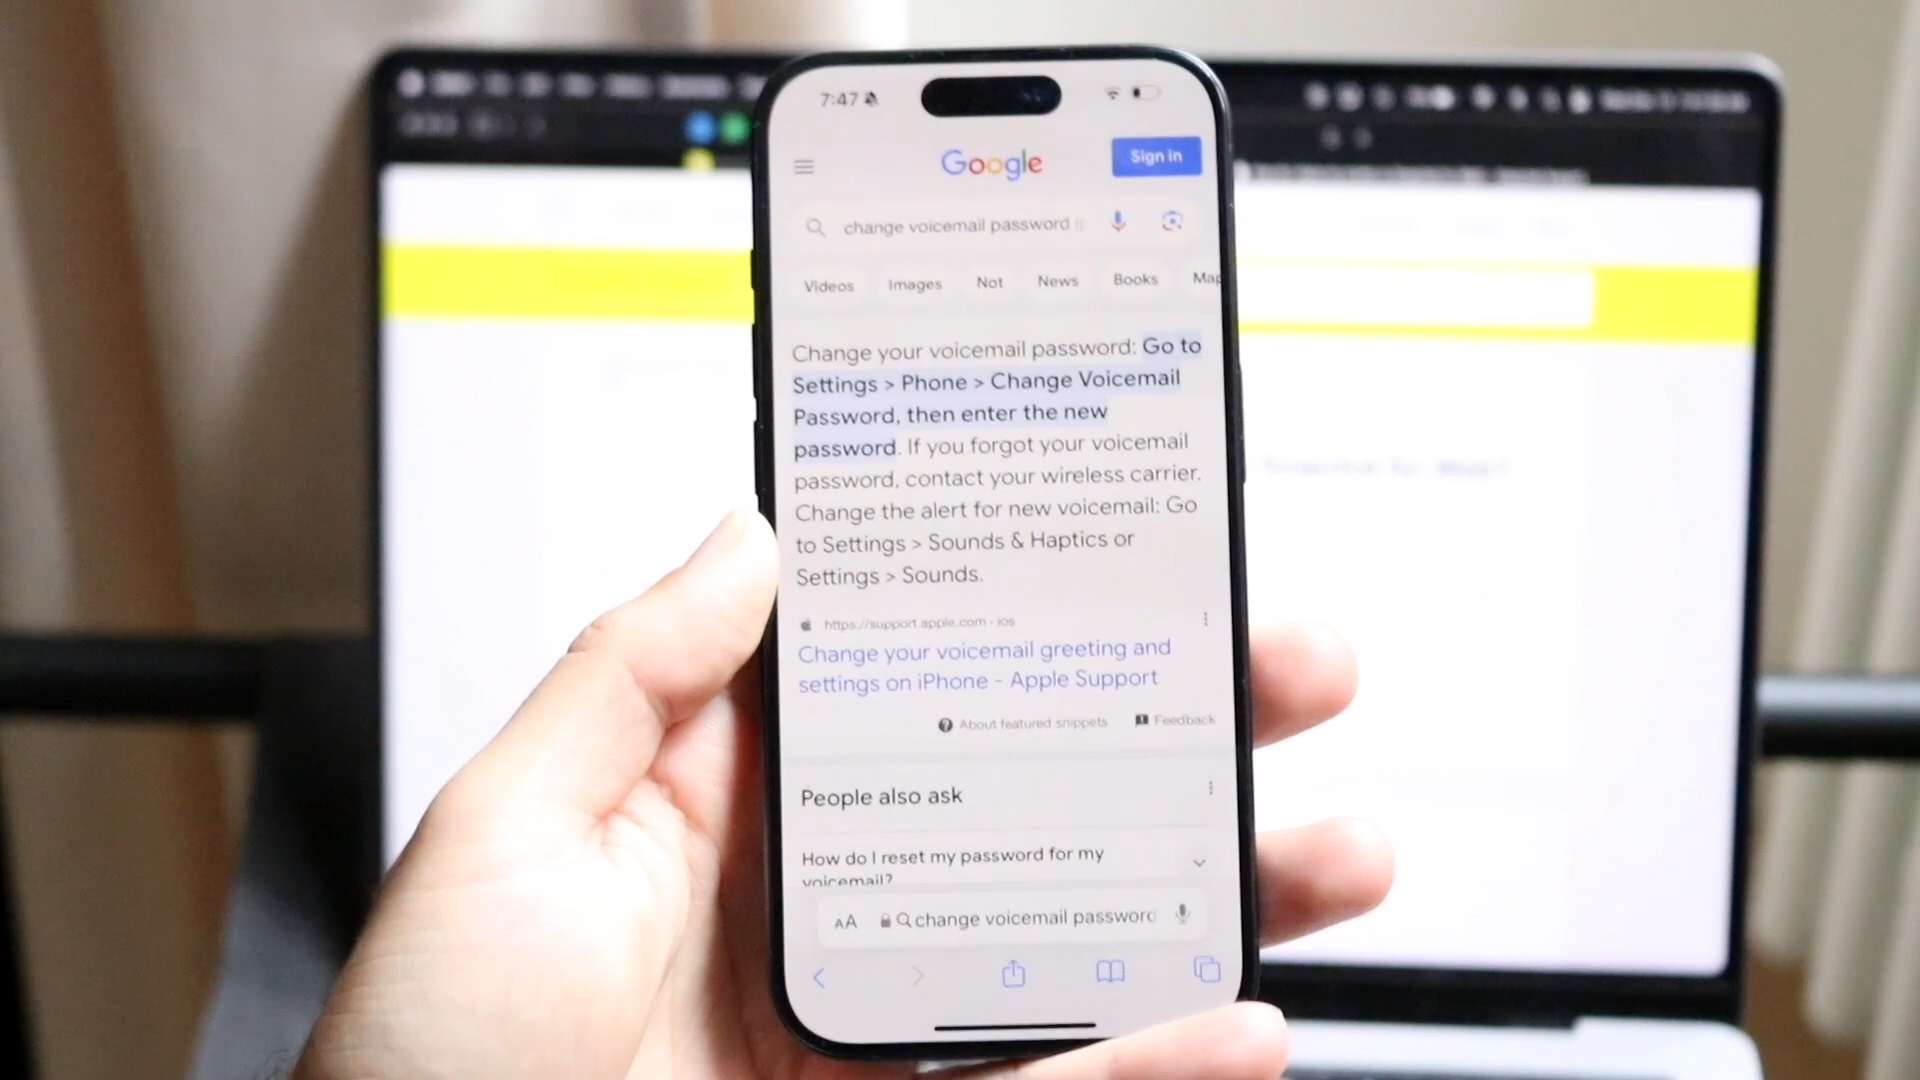 7:47
Google
Sign in
change voicemail password
Videos Images Not News Books Map
Change your voicemail password: Go to
Settings > Phone > Change Voicemail
Password, then enter the new
password. If you forgot your voicemail
password, contact your wireless carrier.
Change the alert for new voicemail: Go
to Settings > Sounds & Haptics or
Settings > Sounds.
https://support.apple.com › ios
Change your voicemail greeting and
settings on iPhone - Apple Support
About featured snippets Feedback
People also ask
How do I reset my password for my
voicemail?
AA change voicemail password